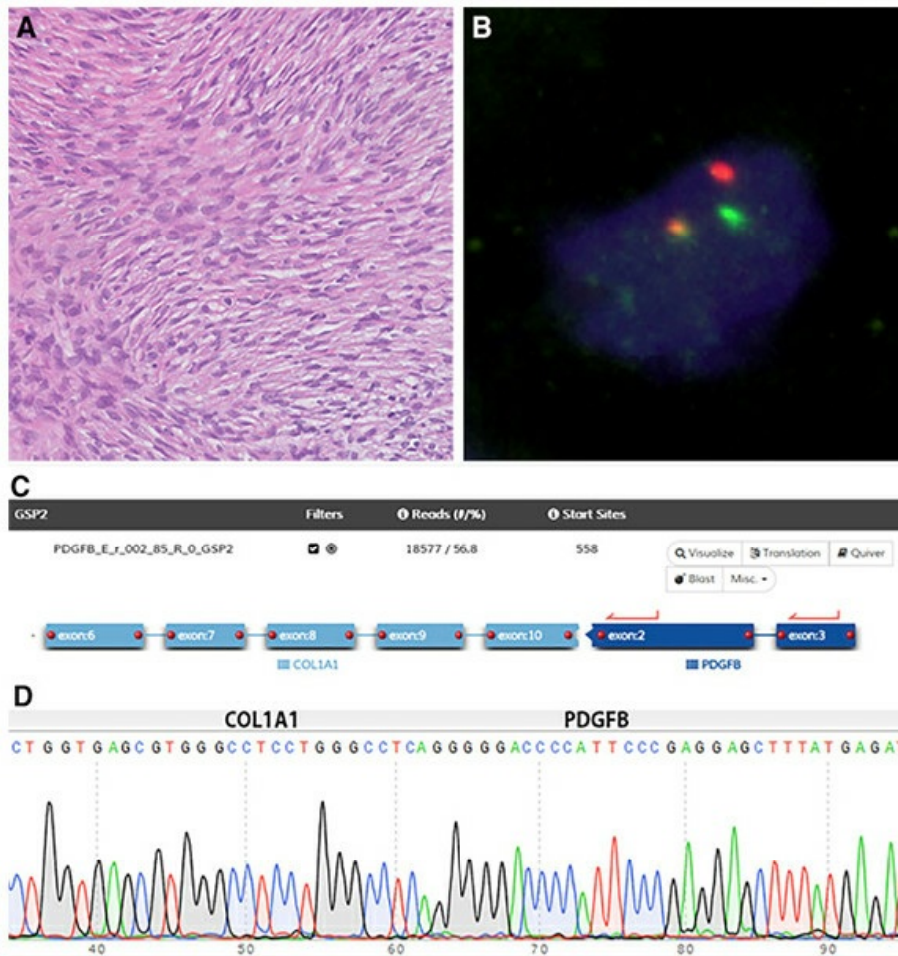 A
B
C
GSP2 Filters Reads (#/%) Start Sites
PDGFB_E_r_002_85_R_0_GSP2 18577 / 56.8 558 Visualize Translation Quiver
Blast Misc.
exon:6 exon:7 exon:8 exon:9 exon:10 exon:2 exon:3
COL1A1 PDGFB
D
COL1A1 PDGFB
CTGGTGAGCGTGGGCCTCCTGGGCCTCAGGGGGACCCCATTCCCGAGGAGCTTTATGAGAT
40 50 60 70 80 90